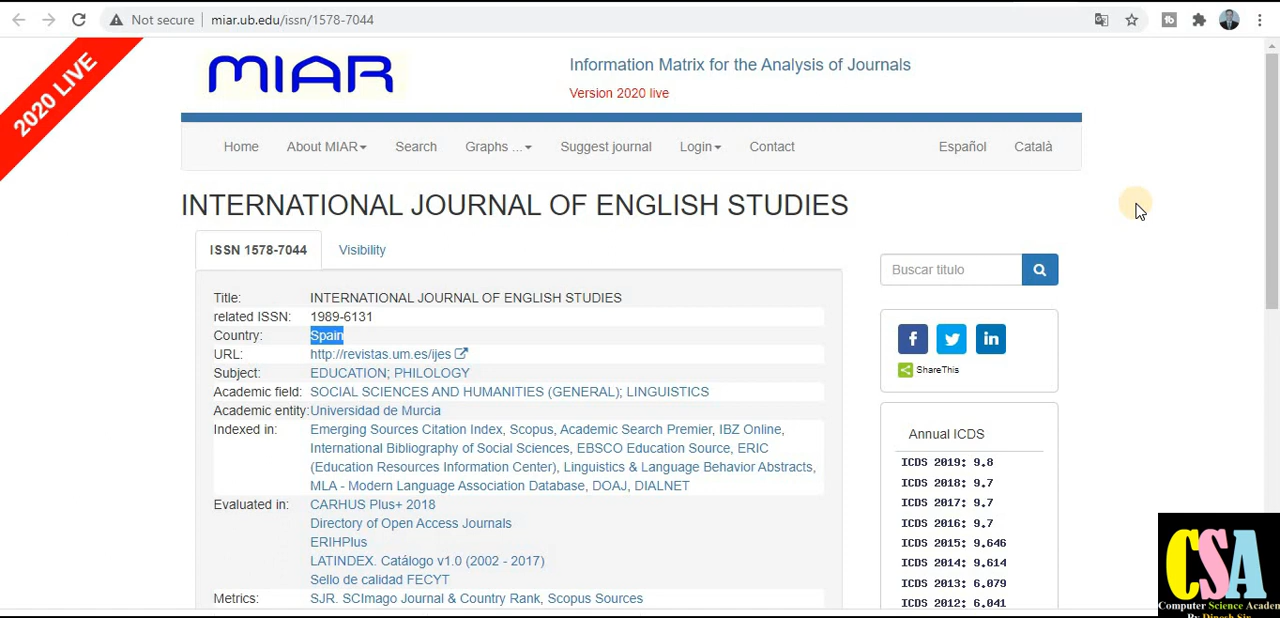 Not secure miar.ub.edu/issn/1578-7044
2020 LIVE
MIAR
Information Matrix for the Analysis of Journals
Version 2020 live
Home About MIAR Search Graphs ... Suggest journal Login Contact Español Català
INTERNATIONAL JOURNAL OF ENGLISH STUDIES
ISSN 1578-7044 Visibility
Title: INTERNATIONAL JOURNAL OF ENGLISH STUDIES
related ISSN: 1989-6131
Country: Spain
URL: http://revistas.um.es/ijes
Subject: EDUCATION; PHILOLOGY
Academic field: SOCIAL SCIENCES AND HUMANITIES (GENERAL); LINGUISTICS
Academic entity: Universidad de Murcia
Indexed in: Emerging Sources Citation Index, Scopus, Academic Search Premier, IBZ Online,
International Bibliography of Social Sciences, EBSCO Education Source, ERIC
(Education Resources Information Center), Linguistics & Language Behavior Abstracts,
MLA - Modern Language Association Database, DOAJ, DIALNET
Evaluated in: CARHUS Plus+ 2018
Directory of Open Access Journals
ERIHPlus
LATINDEX. Catálogo v1.0 (2002 - 2017)
Sello de calidad FECYT
Metrics: SJR. SCImago Journal & Country Rank, Scopus Sources
Buscar titulo
ShareThis
Annual ICDS
ICDS 2019: 9.8
ICDS 2018: 9.7
ICDS 2017: 9.7
ICDS 2016: 9.7
ICDS 2015: 9.646
ICDS 2014: 9.614
ICDS 2013: 6.079
ICDS 2012: 6.041
CSA
Computer Science Academ
By Dinesh Sir